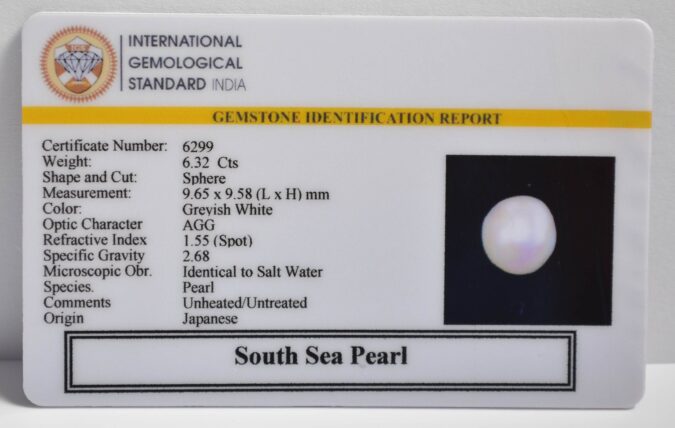 IGS
INTERNATIONAL
GEMOLOGICAL
STANDARD INDIA
GEMSTONE IDENTIFICATION REPORT
Certificate Number: 6299
Weight: 6.32 Cts
Shape and Cut: Sphere
Measurement: 9.65 x 9.58 (L x H) mm
Color: Greyish White
Optic Character AGG
Refractive Index 1.55 (Spot)
Specific Gravity 2.68
Microscopic Obr. Identical to Salt Water
Species. Pearl
Comments Unheated/Untreated
Origin Japanese
South Sea Pearl